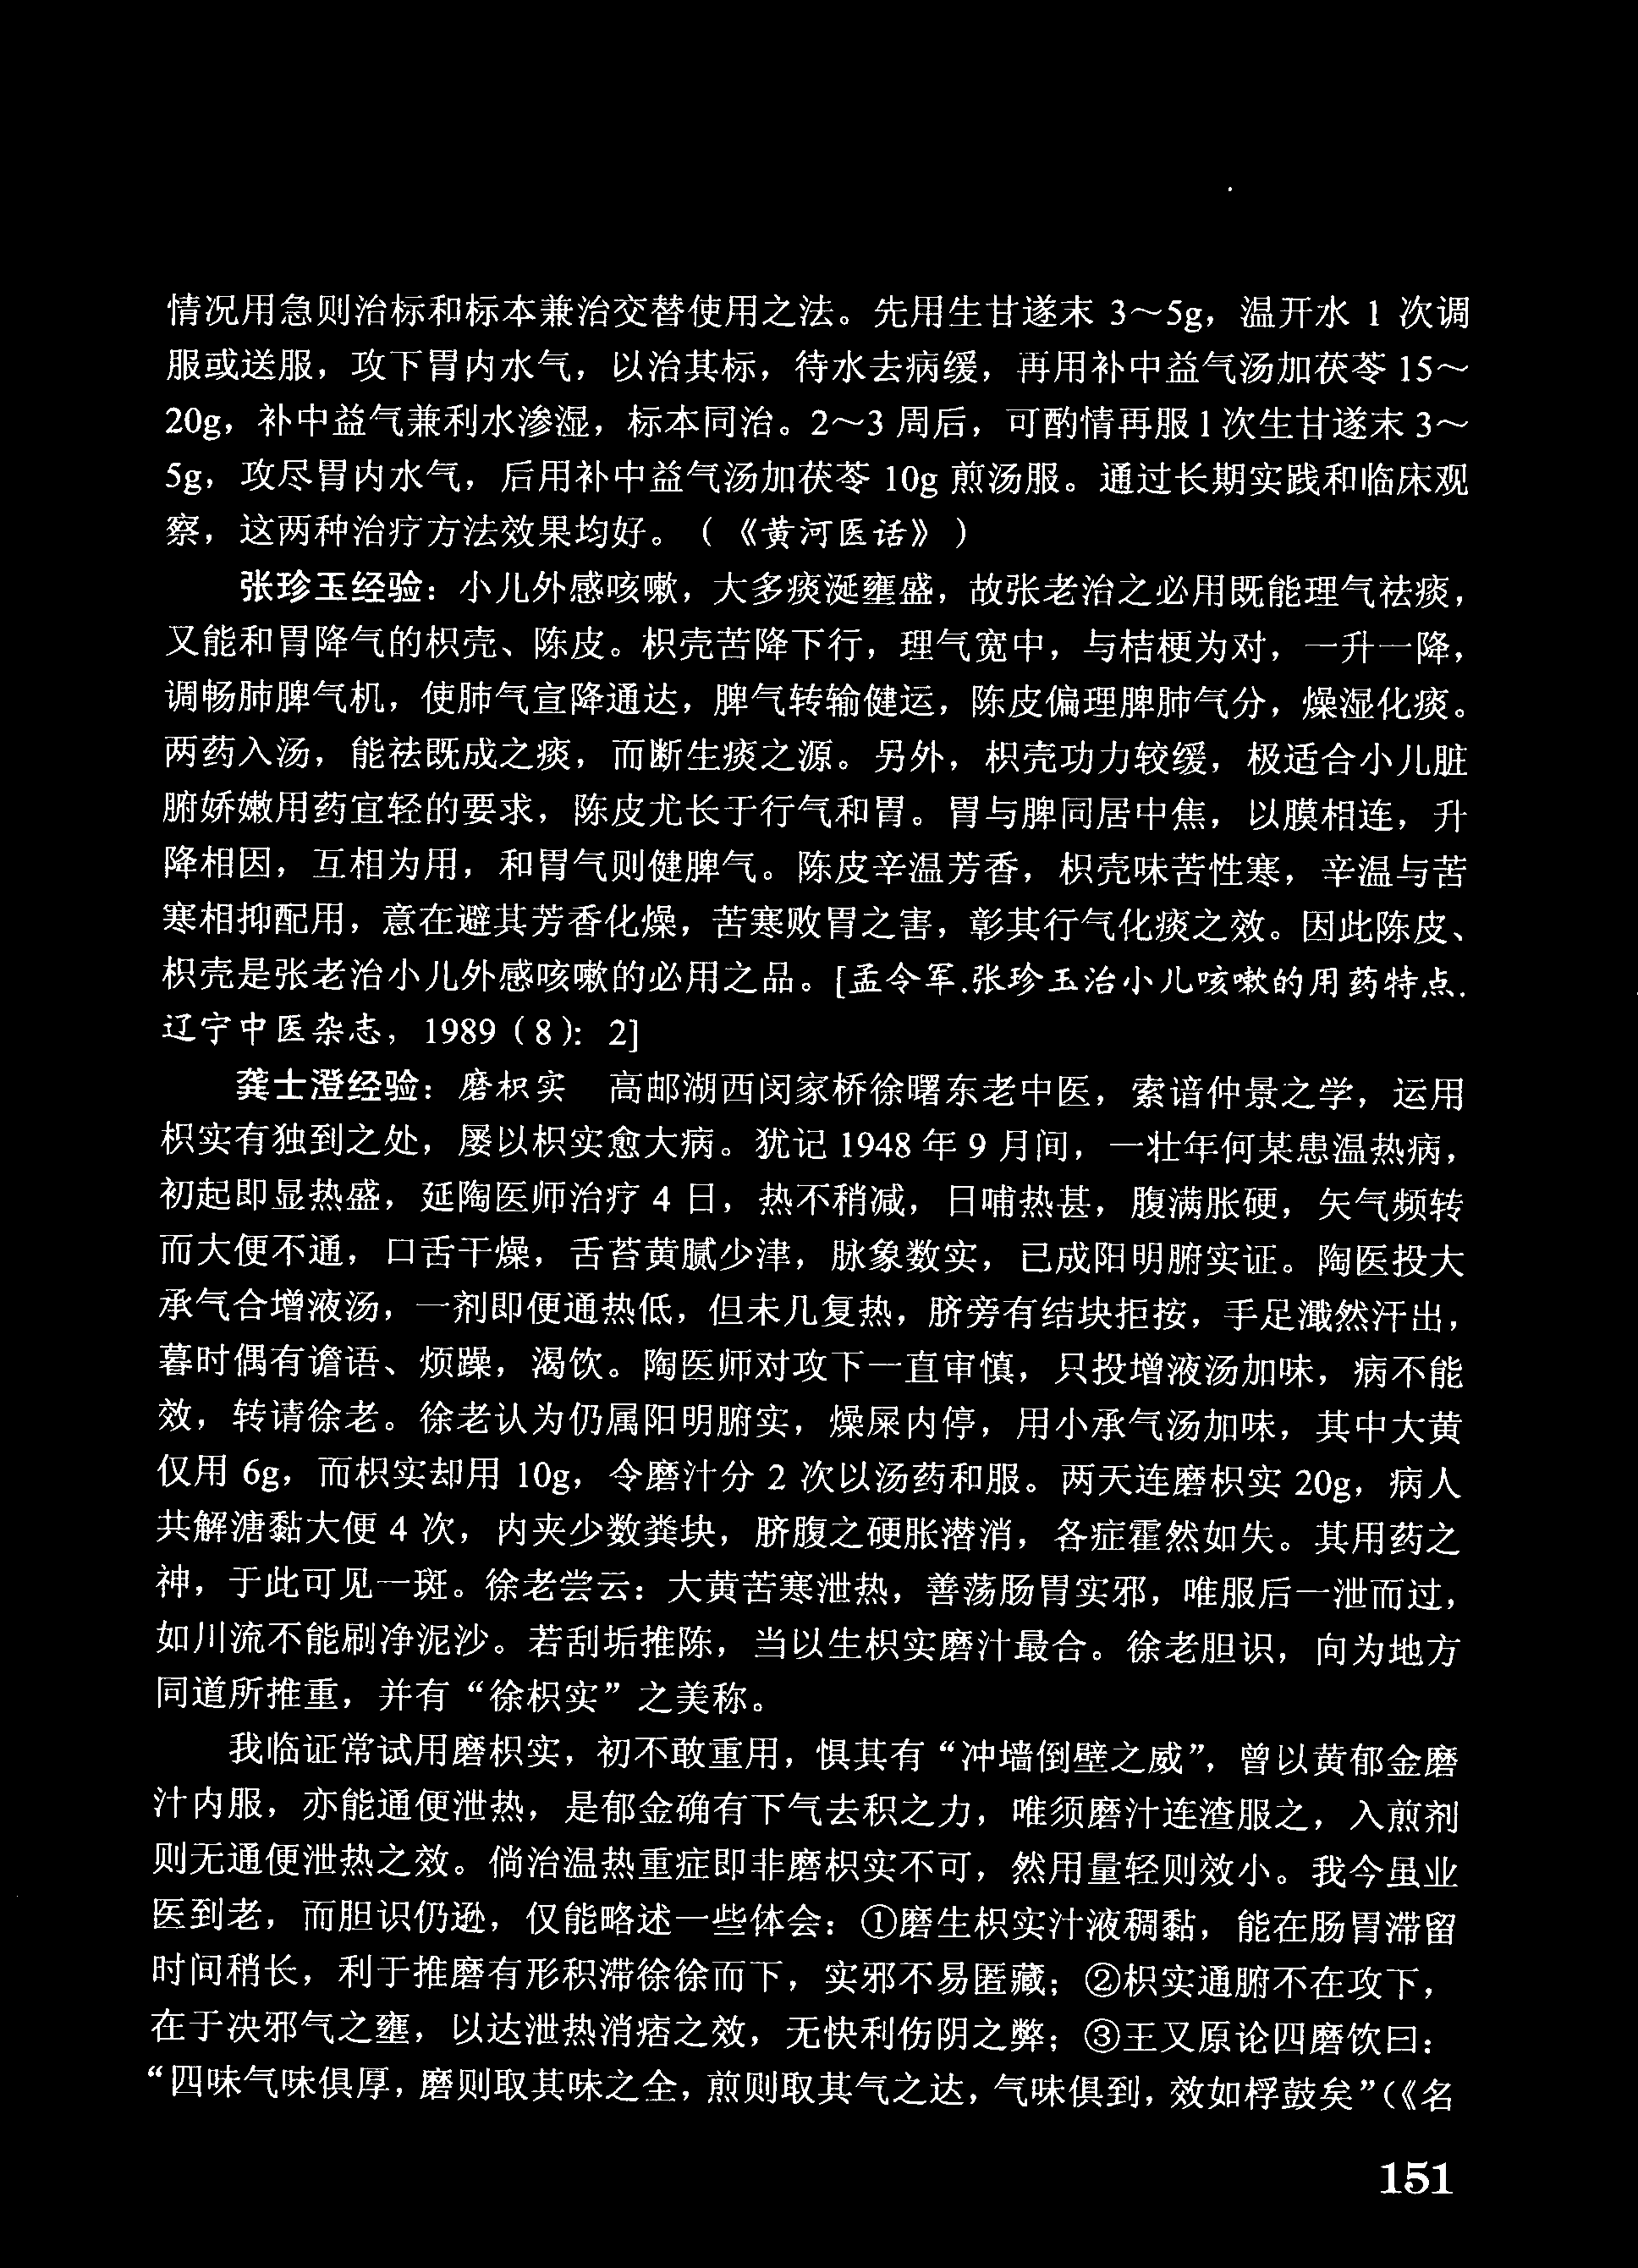 情况用急则治标和标本兼治交替使用之法。先用生甘遂末 3～5g，温开水 1 次调
服或送服，攻下胃内水气，以治其标，待水去病缓，再用补中益气汤加茯苓 15～
20g，补中益气兼利水渗湿，标本同治。2～3 周后，可酌情再服 1 次生甘遂末 3～
5g，攻尽胃内水气，后用补中益气汤加茯苓 10g 煎汤服。通过长期实践和临床观
察，这两种治疗方法效果均好。（《黄河医话》）
张珍玉经验：小儿外感咳嗽，大多痰涎壅盛，故张老治之必用既能理气祛痰，
又能和胃降气的枳壳、陈皮。枳壳苦降下行，理气宽中，与桔梗为对，一升一降，
调畅肺脾气机，使肺气宣降通达，脾气转输健运，陈皮偏理脾肺气分，燥湿化痰。
两药入汤，能祛既成之痰，而断生痰之源。另外，枳壳功力较缓，极适合小儿脏
腑娇嫩用药宜轻的要求，陈皮尤长于行气和胃。胃与脾同居中焦，以膜相连，升
降相因，互相为用，和胃气则健脾气。陈皮辛温芳香，枳壳味苦性寒，辛温与苦
寒相抑配用，意在避其芳香化燥，苦寒败胃之害，彰其行气化痰之效。因此陈皮、
枳壳是张老治小儿外感咳嗽的必用之品。[孟令军.张珍玉治小儿咳嗽的用药特点.
辽宁中医杂志，1989（8）：2]
龚士澄经验：磨枳实　高邮湖西闵家桥徐曙东老中医，索谙仲景之学，运用
枳实有独到之处，屡以枳实愈大病。犹记 1948 年 9 月间，一壮年何某患温热病，
初起即显热盛，延陶医师治疗 4 日，热不稍减，日哺热甚，腹满胀硬，矢气频转
而大便不通，口舌干燥，舌苔黄腻少津，脉象数实，已成阳明腑实证。陶医投大
承气合增液汤，一剂即便通热低，但未几复热，脐旁有结块拒按，手足濈然汗出，
暮时偶有谵语、烦躁，渴饮。陶医师对攻下一直审慎，只投增液汤加味，病不能
效，转请徐老。徐老认为仍属阳明腑实，燥屎内停，用小承气汤加味，其中大黄
仅用 6g，而枳实却用 10g，令磨汁分 2 次以汤药和服。两天连磨枳实 20g，病人
共解溏黏大便 4 次，内夹少数粪块，脐腹之硬胀潜消，各症霍然如失。其用药之
神，于此可见一斑。徐老尝云：大黄苦寒泄热，善荡肠胃实邪，唯服后一泄而过，
如川流不能刷净泥沙。若刮垢推陈，当以生枳实磨汁最合。徐老胆识，向为地方
同道所推重，并有“徐枳实”之美称。
我临证常试用磨枳实，初不敢重用，惧其有“冲墙倒壁之威”，曾以黄郁金磨
汁内服，亦能通便泄热，是郁金确有下气去积之力，唯须磨汁连渣服之，入煎剂
则无通便泄热之效。倘治温热重症即非磨枳实不可，然用量轻则效小。我今虽业
医到老，而胆识仍逊，仅能略述一些体会：①磨生枳实汁液稠黏，能在肠胃滞留
时间稍长，利于推磨有形积滞徐徐而下，实邪不易匿藏；②枳实通腑不在攻下，
在于决邪气之壅，以达泄热消痞之效，无快利伤阴之弊；③王又原论四磨饮曰：
“四味气味俱厚，磨则取其味之全，煎则取其气之达，气味俱到，效如桴鼓矣”（《名
151